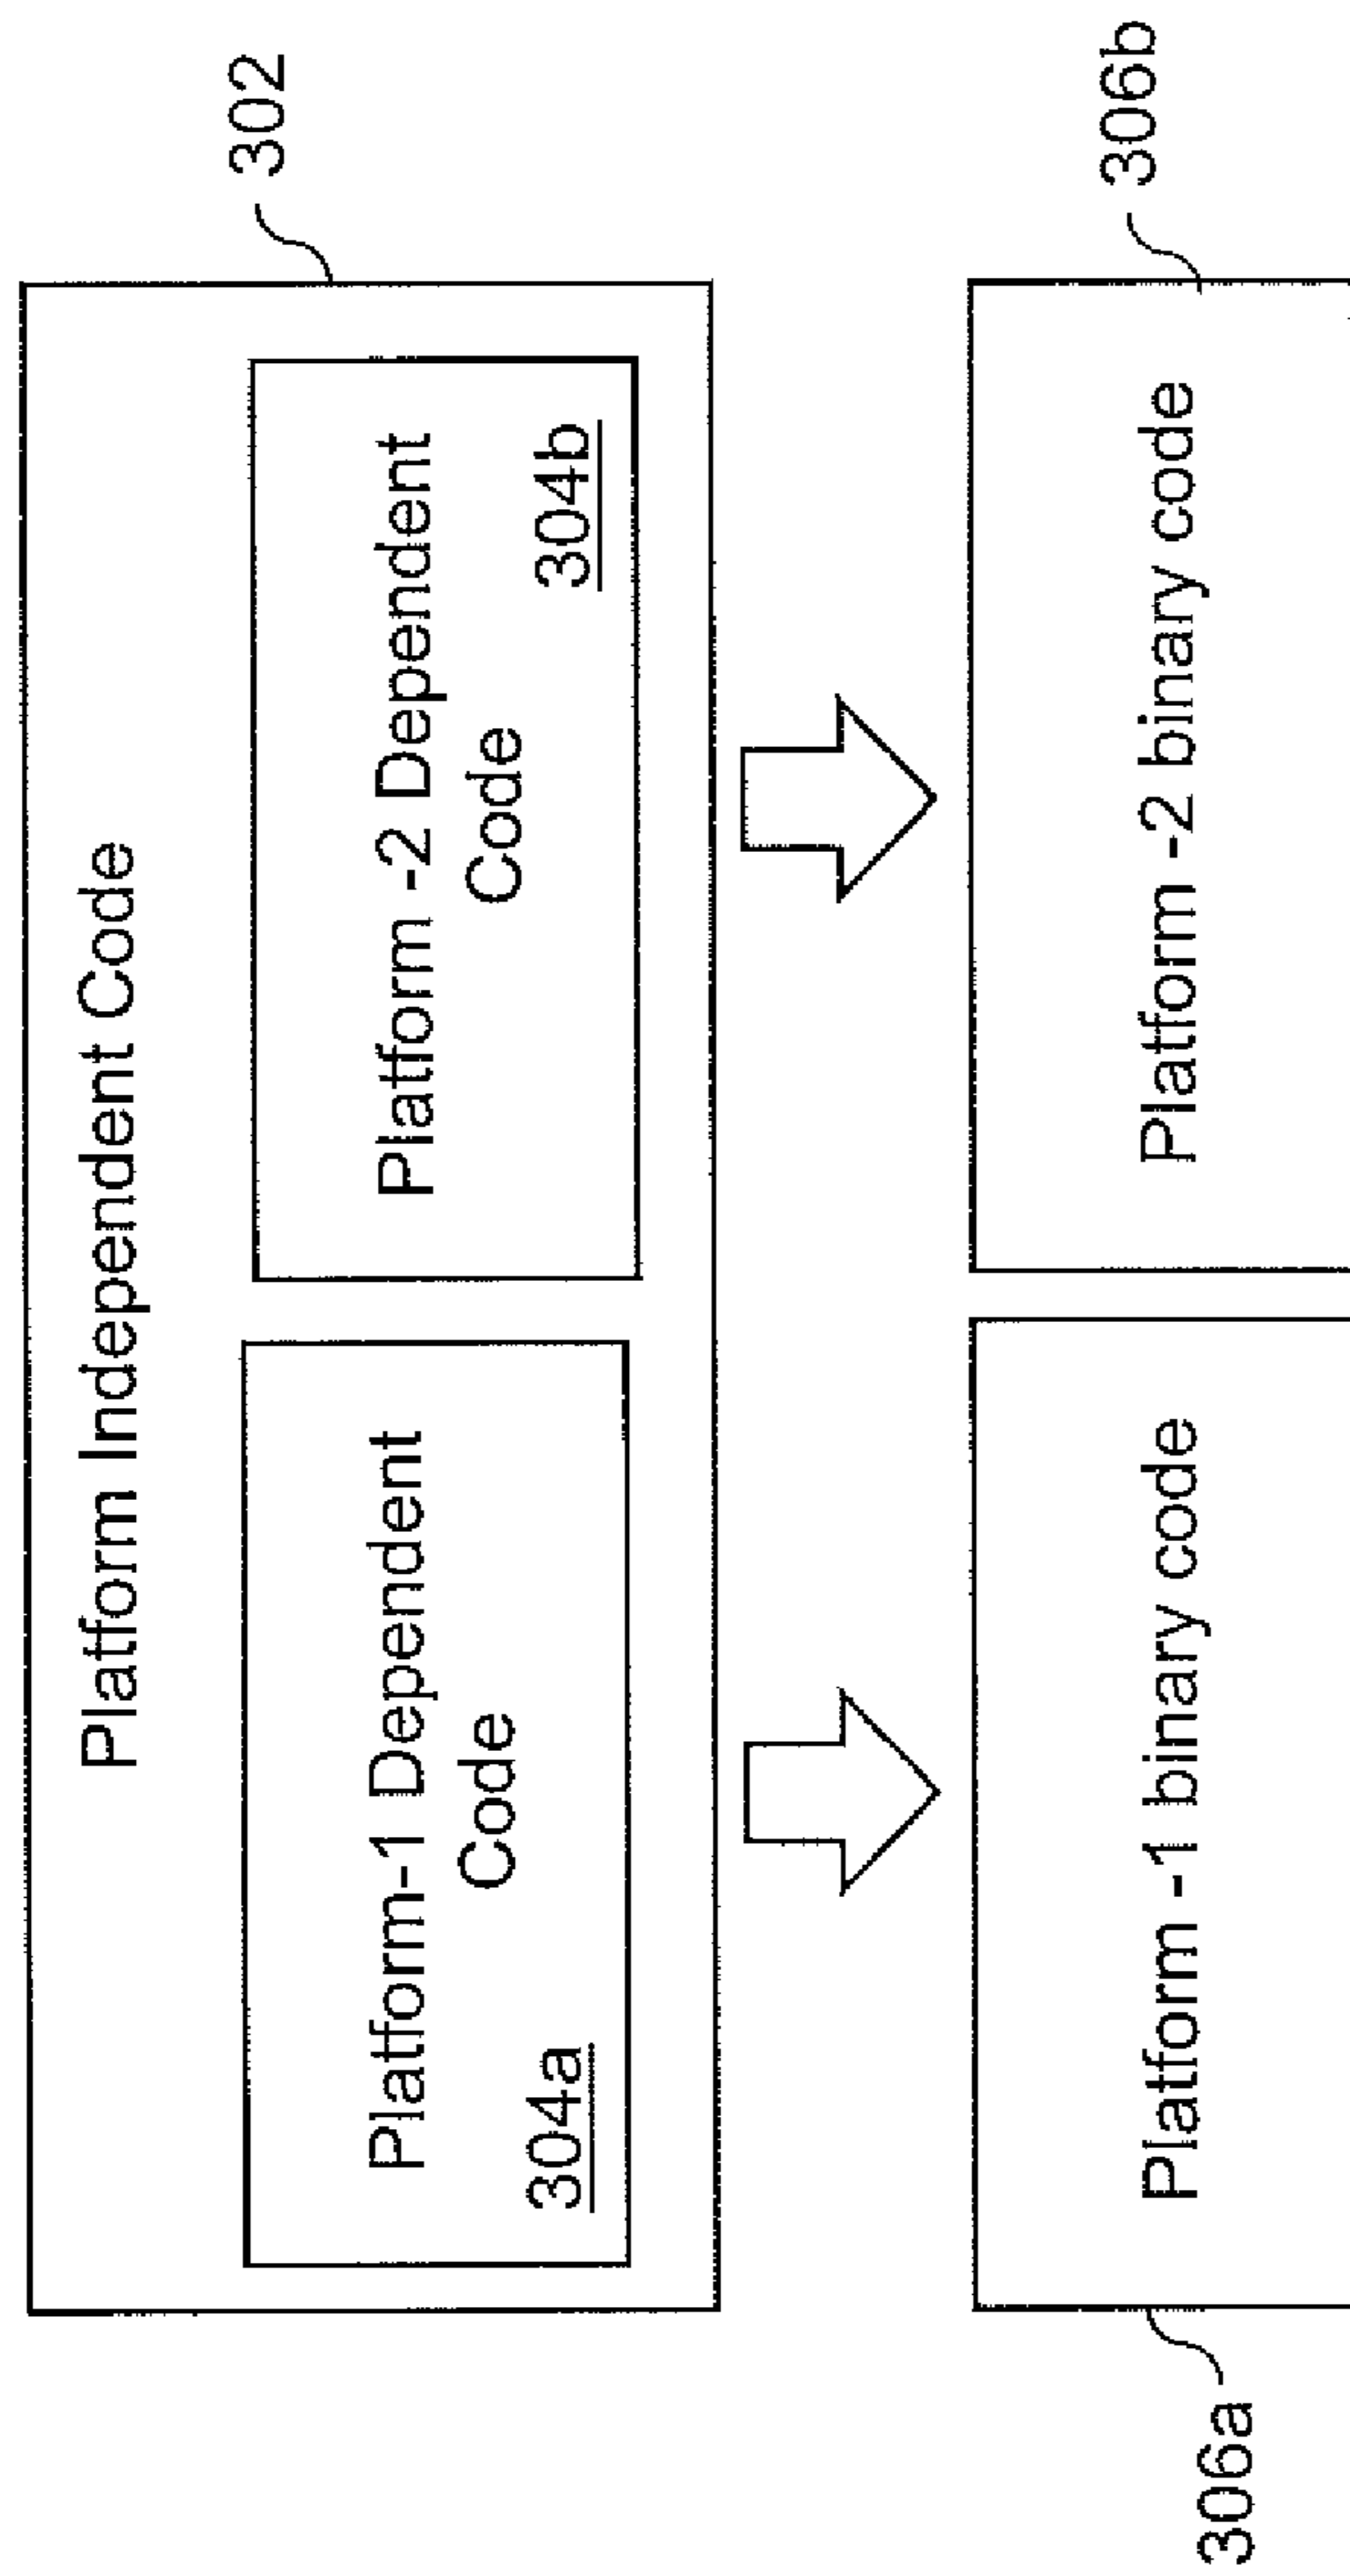 Platform Independent Code
302
Platform-1 Dependent
Code
304a
Platform -2 Dependent
Code
304b
306a
Platform -1 binary code
Platform -2 binary code
306b